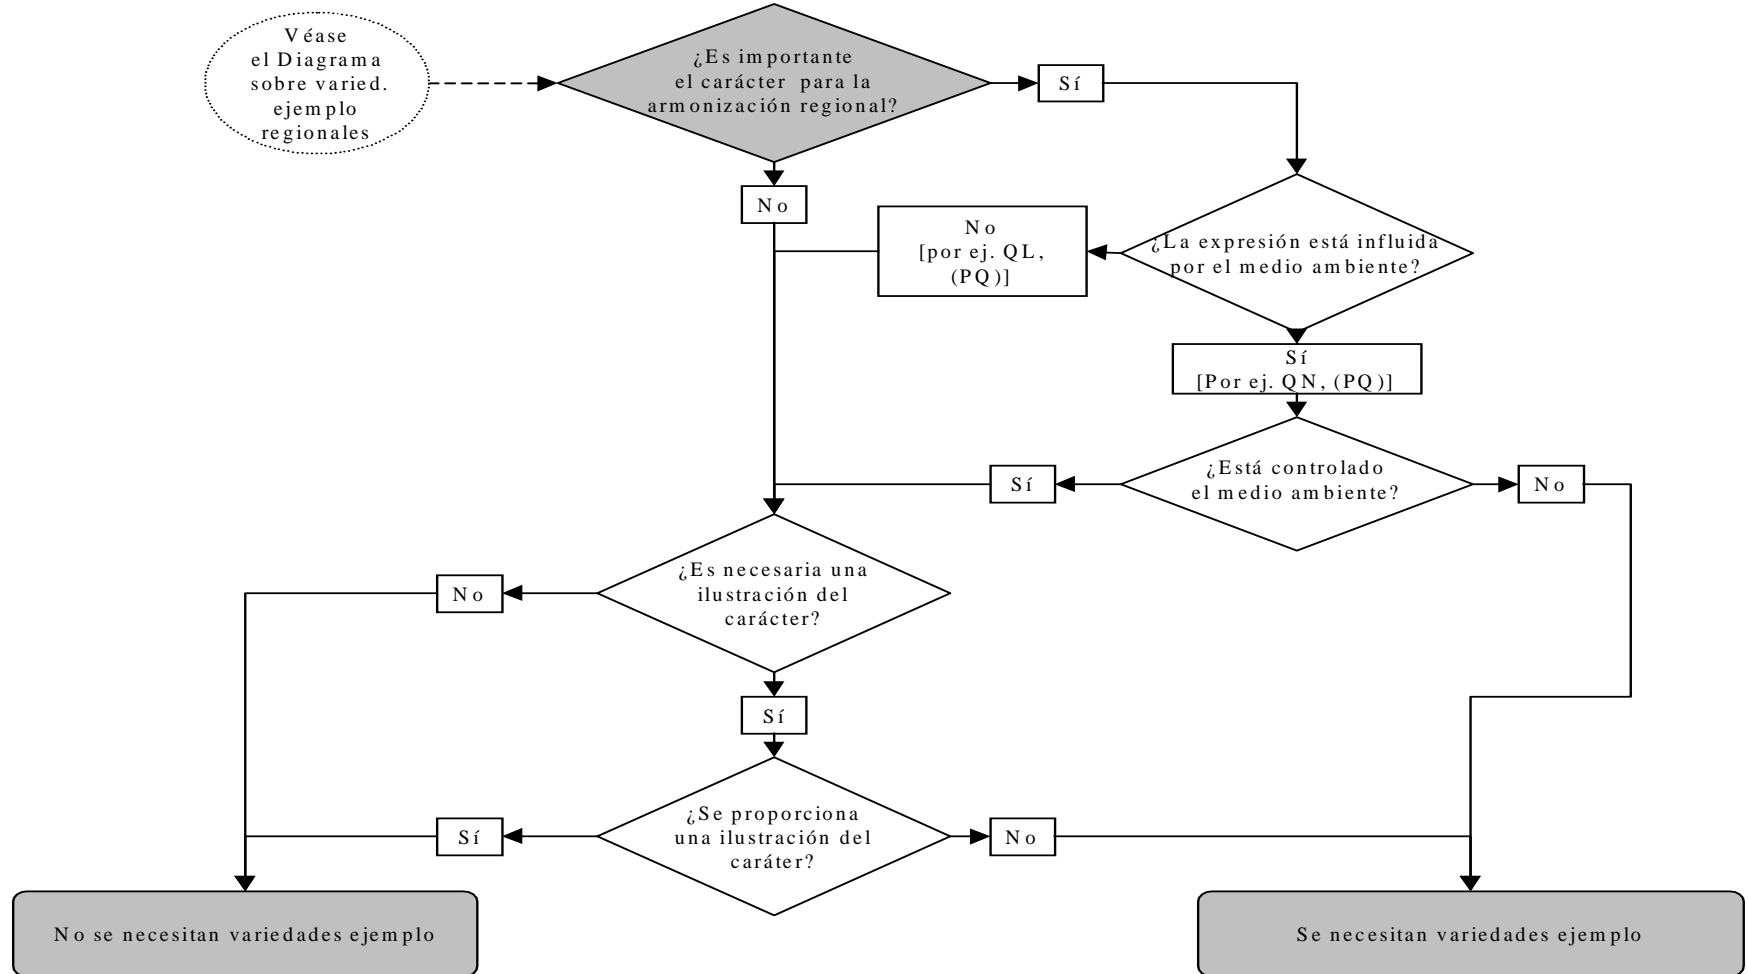 Véase
el Diagrama
sobre varied.
ejemplo
regionales
¿Es importante
el carácter para la
armonización regional?
Sí
No
No
[por ej. QL,
(PQ)]
¿La expresión está influida
por el medio ambiente?
Sí
[Por ej. QN, (PQ)]
¿Está controlado
el medio ambiente?
Sí
No
¿Es necesaria una
ilustración del
carácter?
No
Sí
¿Se proporciona
una ilustración del
caráter?
Sí
No
No se necesitan variedades ejemplo
Se necesitan variedades ejemplo